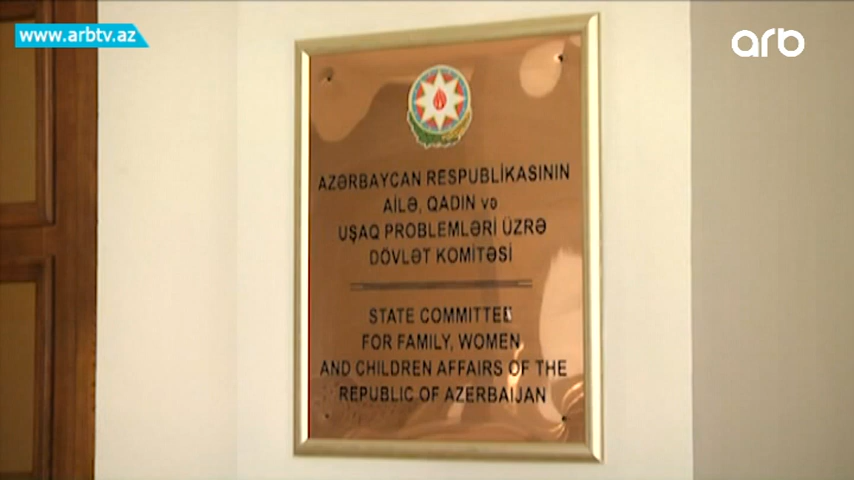 www.arbtv.az
arb
AZƏRBAYCAN RESPUBLİKASININ
AİLƏ, QADIN və
UŞAQ PROBLEMLƏRİ ÜZRƏ
DÖVLƏT KOMİTƏSİ
STATE COMMITTEE
FOR FAMILY, WOMEN
AND CHILDREN AFFAIRS OF THE
REPUBLIC OF AZERBAIJAN